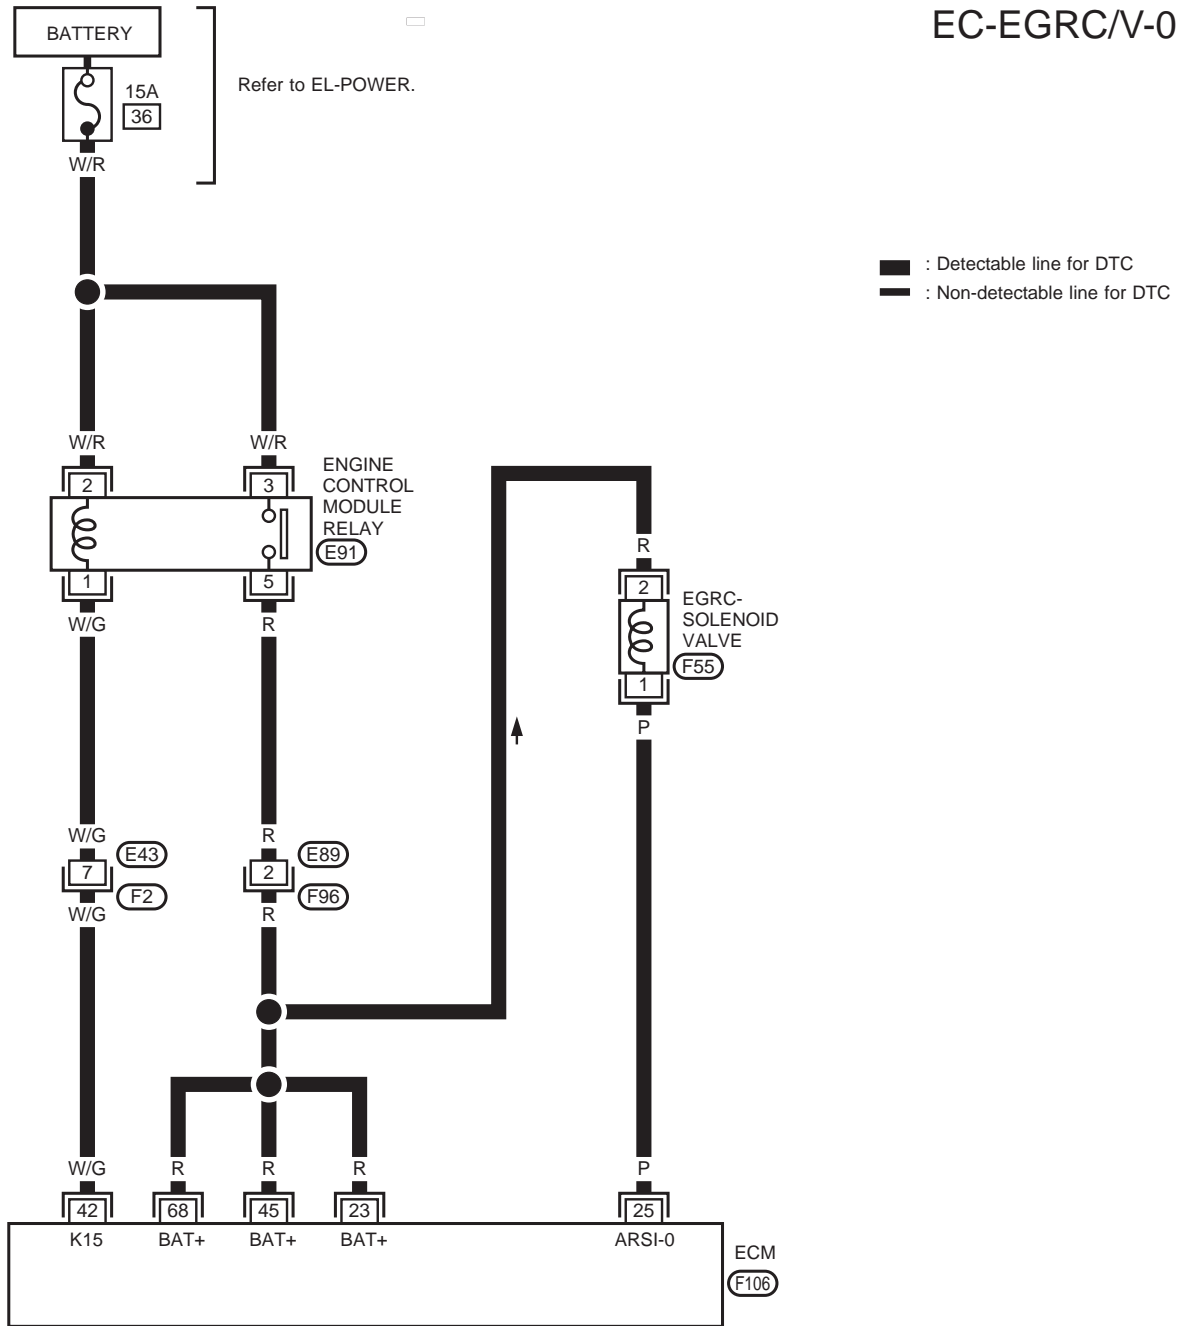 EC-EGRC/V-0
BATTERY
Refer to EL-POWER.
15A
36
W/R
: Detectable line for DTC
: Non-detectable line for DTC
W/R
W/R
2
3
ENGINE
CONTROL
MODULE
RELAY
E91
1
5
W/G
R
R
2
EGRC-
SOLENOID
VALVE
F55
1
P
W/G
R
E43
E89
7
2
F2
F96
W/G
R
W/G
R
R
R
P
42
68
45
23
25
K15
BAT+
BAT+
BAT+
ARSI-0
ECM
F106